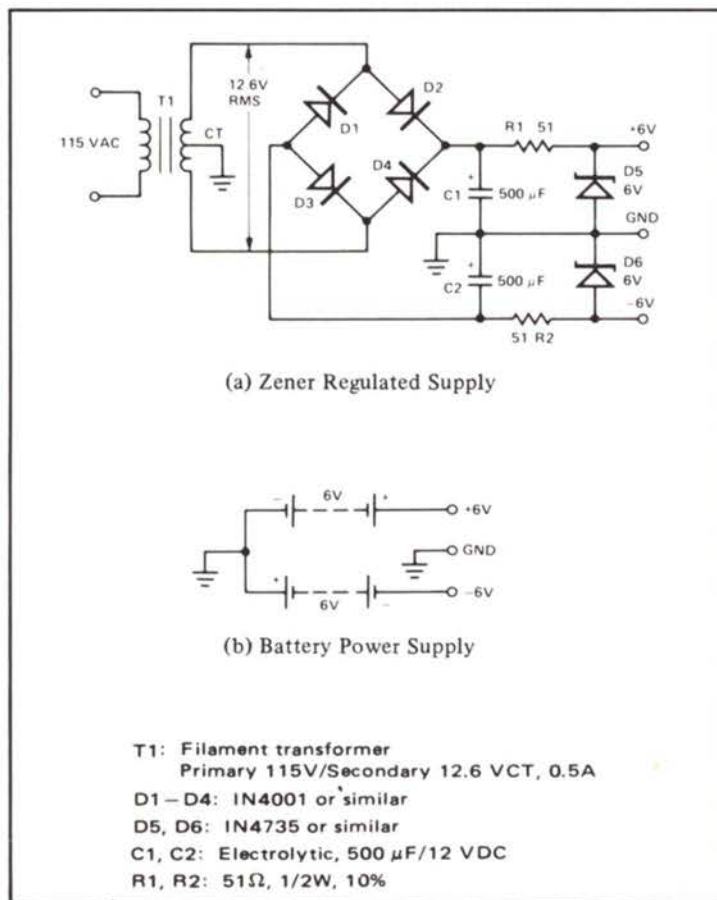 12.6V
RMS
T1
CT
115 VAC
D1
D2
D3
D4
R1 51
+6V
+
C1
500 µF
D5
6V
GND
+
C2
500 µF
D6
6V
51 R2
-6V
(a) Zener Regulated Supply
– 6V +
+6V
GND
+ 6V –
-6V
(b) Battery Power Supply
T1: Filament transformer
Primary 115V/Secondary 12.6 VCT, 0.5A
D1–D4: IN4001 or similar
D5, D6: IN4735 or similar
C1, C2: Electrolytic, 500 µF/12 VDC
R1, R2: 51Ω, 1/2W, 10%